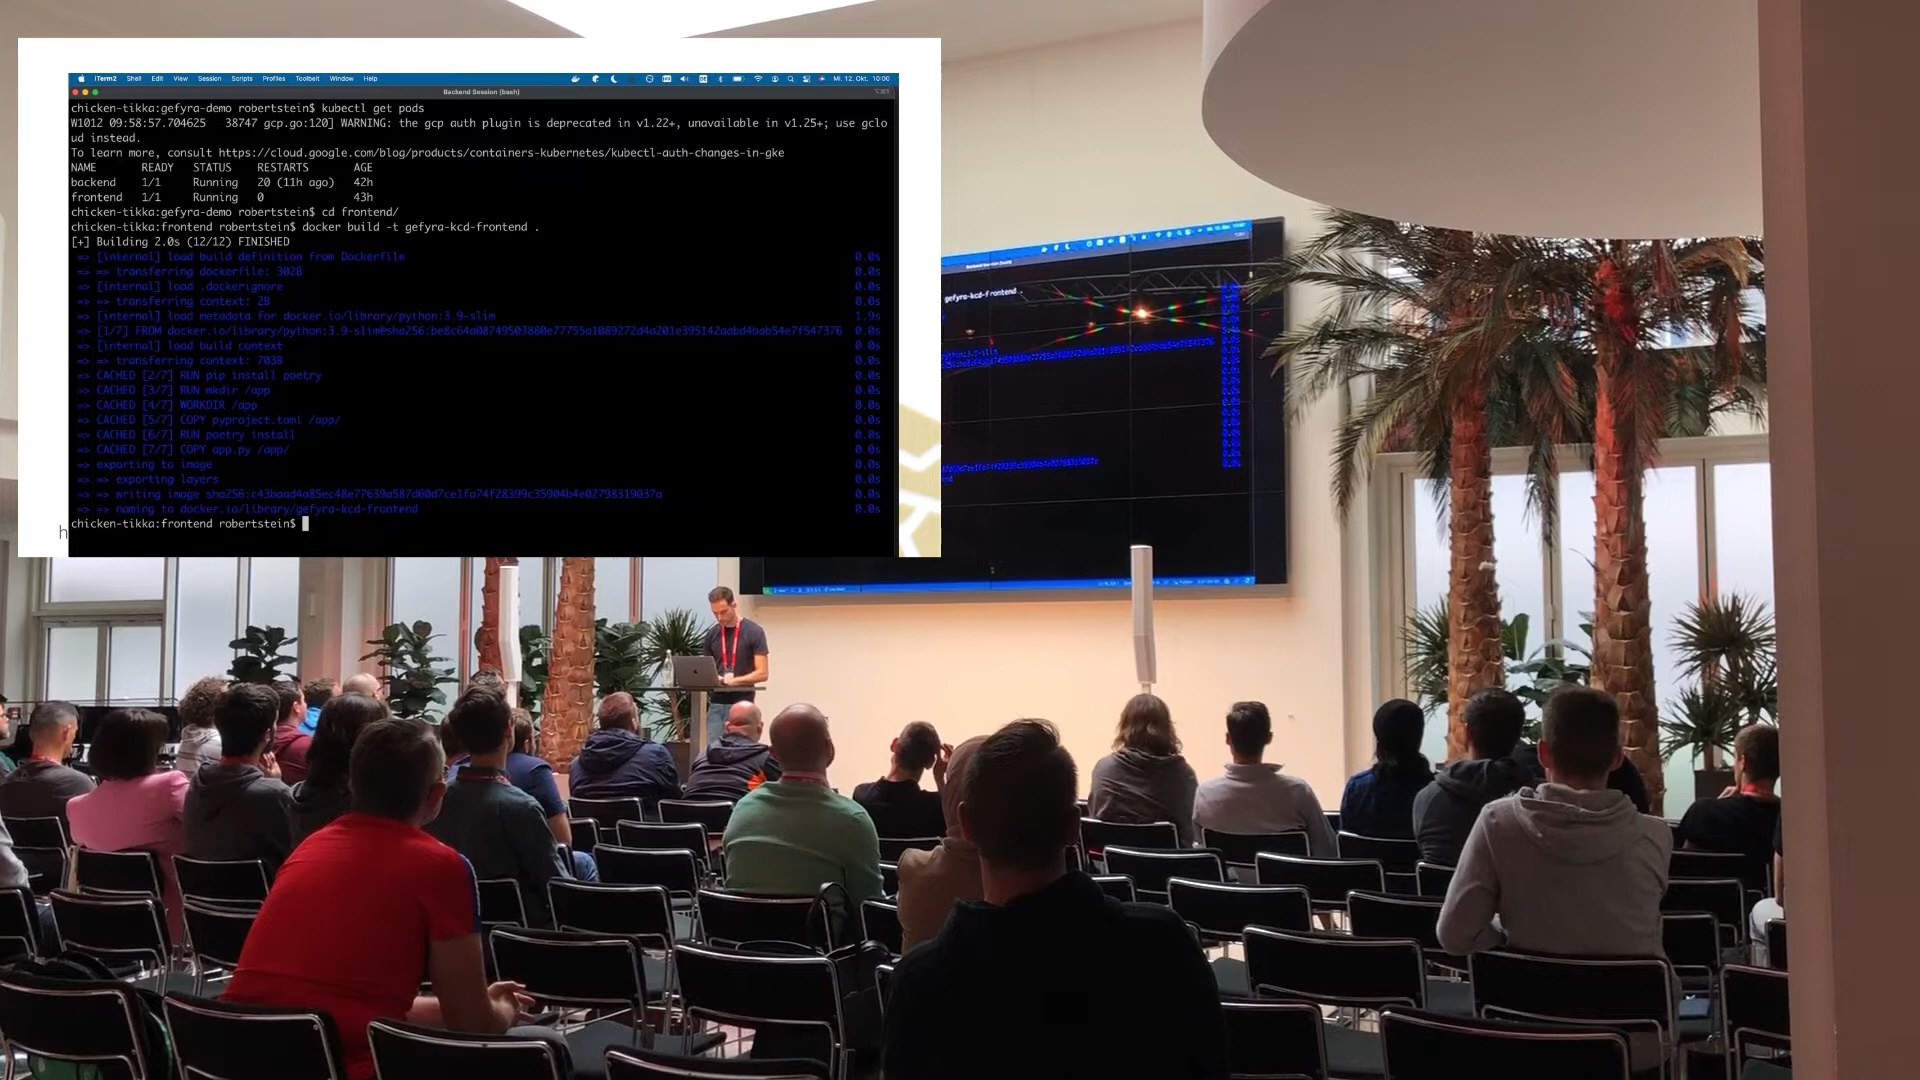 iTerm2 Shell Edit View Session Scripts Profiles Toolbelt Window Help Mi. 12. Okt. 10:00
Backend Session (bash)
chicken-tikka:gefyra-demo robertstein$ kubectl get pods
W1012 09:58:57.704625 38747 gcp.go:120] WARNING: the gcp auth plugin is deprecated in v1.22+, unavailable in v1.25+; use gclo
ud instead.
To learn more, consult https://cloud.google.com/blog/products/containers-kubernetes/kubectl-auth-changes-in-gke
NAME READY STATUS RESTARTS AGE
backend 1/1 Running 20 (11h ago) 42h
frontend 1/1 Running 0 43h
chicken-tikka:gefyra-demo robertstein$ cd frontend/
chicken-tikka:frontend robertstein$ docker build -t gefyra-kcd-frontend .
[+] Building 2.0s (12/12) FINISHED
=> [internal] load build definition from Dockerfile 0.0s
=> => transferring dockerfile: 302B 0.0s
=> [internal] load .dockerignore 0.0s
=> => transferring context: 2B 0.0s
=> [internal] load metadata for docker.io/library/python:3.9-slim 1.9s
=> [1/7] FROM docker.io/library/python:3.9-slim@sha256:be8c64a08749503880e77755a1089272d4a201e395142aabd4bab54e7f547376 0.0s
=> [internal] load build context 0.0s
=> => transferring context: 703B 0.0s
=> CACHED [2/7] RUN pip install poetry 0.0s
=> CACHED [3/7] RUN mkdir /app 0.0s
=> CACHED [4/7] WORKDIR /app 0.0s
=> CACHED [5/7] COPY pyproject.toml /app/ 0.0s
=> CACHED [6/7] RUN poetry install 0.0s
=> CACHED [7/7] COPY app.py /app/ 0.0s
=> exporting to image 0.0s
=> => exporting layers 0.0s
=> => writing image sha256:c43baad4a85ec48e77639a587d60d7ce1fa74f28399c35904b4e02798319037a 0.0s
=> => naming to docker.io/library/gefyra-kcd-frontend 0.0s
chicken-tikka:frontend robertstein$
h
gefyra-kcd-frontend .